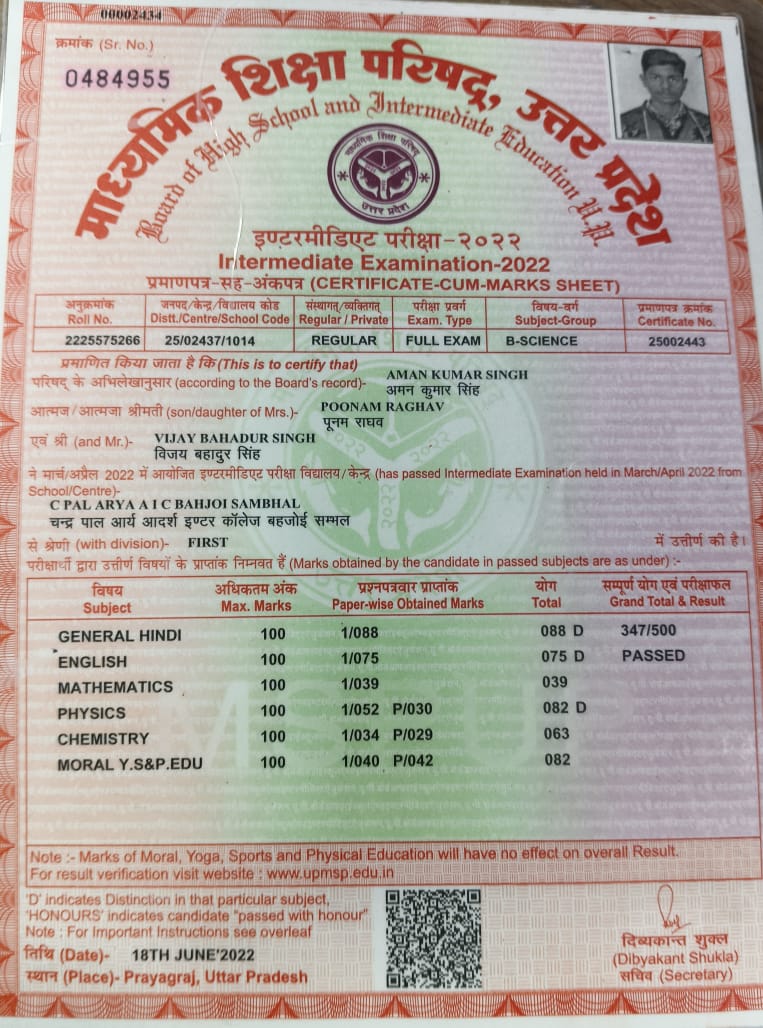 00002434
क्रमांक (Sr. No.)
0484955
माध्यमिक शिक्षा परिषद्, उत्तर प्रदेश
Board of High School and Intermediate Education U.P.
माध्यमिक शिक्षा परिषद्
उत्तर प्रदेश
इण्टरमीडिएट परीक्षा-२०२२
Intermediate Examination-2022
प्रमाणपत्र-सह-अंकपत्र (CERTIFICATE-CUM-MARKS SHEET)
अनुक्रमांक जनपद/केन्द्र/विद्यालय कोड संस्थागत/व्यक्तिगत परीक्षा प्रवर्ग विषय-वर्ग प्रमाणपत्र क्रमांक
Roll No. Distt./Centre/School Code Regular / Private Exam. Type Subject-Group Certificate No.
2225575266 25/02437/1014 REGULAR FULL EXAM B-SCIENCE 25002443
प्रमाणित किया जाता है कि (This is to certify that)
AMAN KUMAR SINGH
परिषद् के अभिलेखानुसार (according to the Board's record)- अमन कुमार सिंह
आत्मज/आत्मजा श्रीमती (son/daughter of Mrs.)- POONAM RAGHAV
पूनम राघव
एवं श्री (and Mr.)- VIJAY BAHADUR SINGH
विजय बहादुर सिंह
ने मार्च/अप्रैल 2022 में आयोजित इण्टरमीडिएट परीक्षा विद्यालय/केन्द्र (has passed Intermediate Examination held in March/April 2022 from
School/Centre)-
C PAL ARYA A I C BAHJOI SAMBHAL
चन्द्र पाल आर्य आदर्श इण्टर कॉलेज बहजोई सम्भल
से श्रेणी (with division)- FIRST में उत्तीर्ण की है।
परीक्षार्थी द्वारा उत्तीर्ण विषयों के प्राप्तांक निम्नवत हैं (Marks obtained by the candidate in passed subjects are as under) :-
विषय अधिकतम अंक प्रश्नपत्रवार प्राप्तांक योग सम्पूर्ण योग एवं परीक्षाफल
Subject Max. Marks Paper-wise Obtained Marks Total Grand Total & Result
GENERAL HINDI 100 1/088 088 D 347/500
ENGLISH 100 1/075 075 D PASSED
MATHEMATICS 100 1/039 039
PHYSICS 100 1/052 P/030 082 D
CHEMISTRY 100 1/034 P/029 063
MORAL Y.S&P.EDU 100 1/040 P/042 082
Note :- Marks of Moral, Yoga, Sports and Physical Education will have no effect on overall Result.
For result verification visit website : www.upmsp.edu.in
'D' indicates Distinction in that particular subject,
'HONOURS' indicates candidate "passed with honour"
Note : For Important Instructions see overleaf
तिथि (Date)- 18TH JUNE'2022
स्थान (Place)- Prayagraj, Uttar Pradesh
दिव्यकान्त शुक्ल
(Dibyakant Shukla)
सचिव (Secretary)